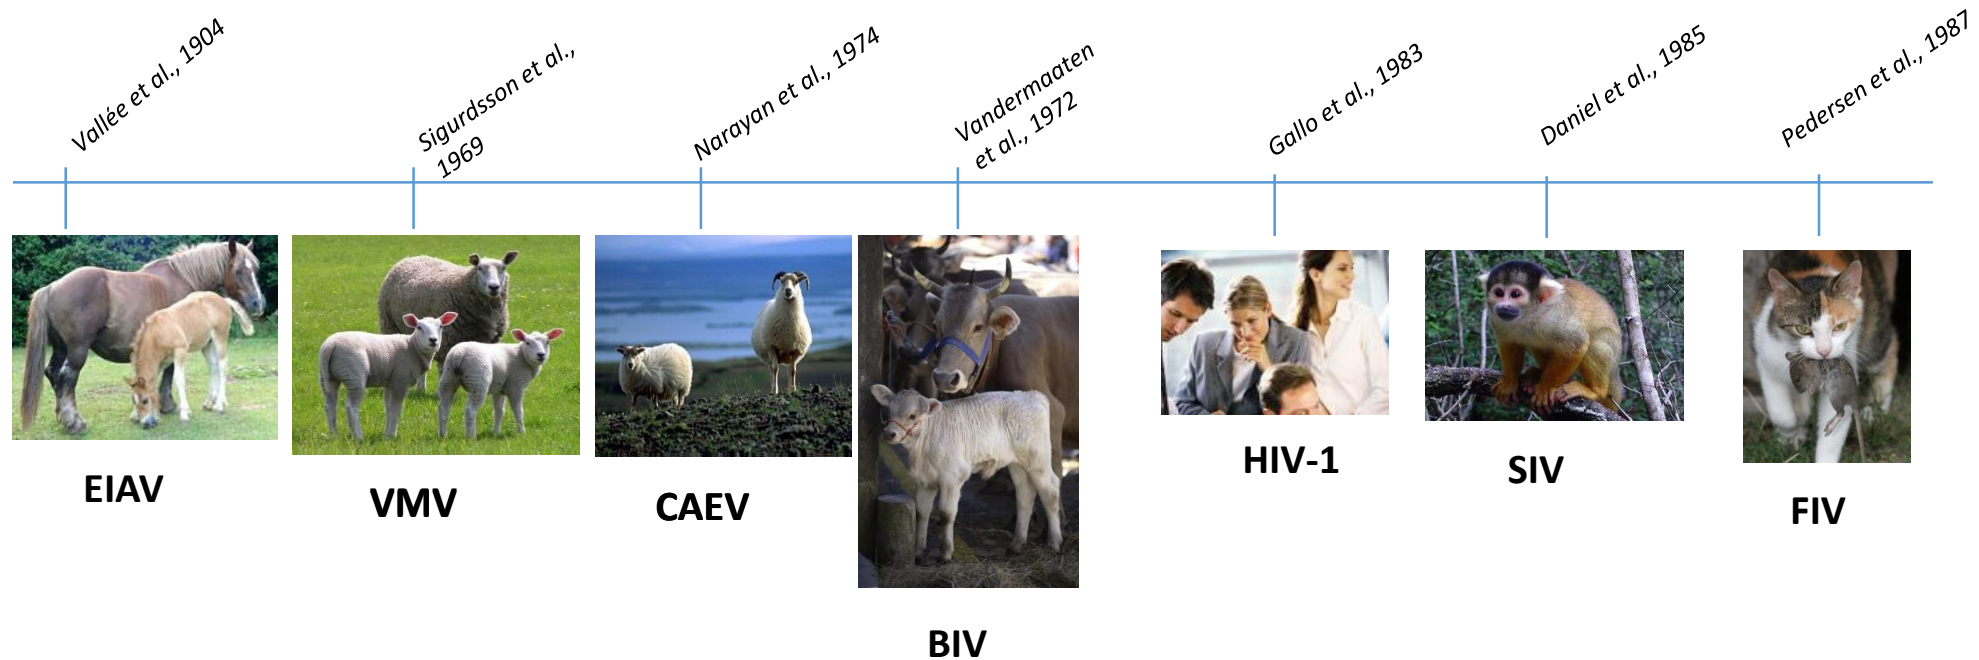 Vallée et al., 1904
Sigurdsson et al.,
1969
Narayan et al., 1974
Vandermaaten
et al., 1972
Gallo et al., 1983
Daniel et al., 1985
Pedersen et al., 1987
EIAV
VMV
CAEV
BIV
HIV-1
SIV
FIV